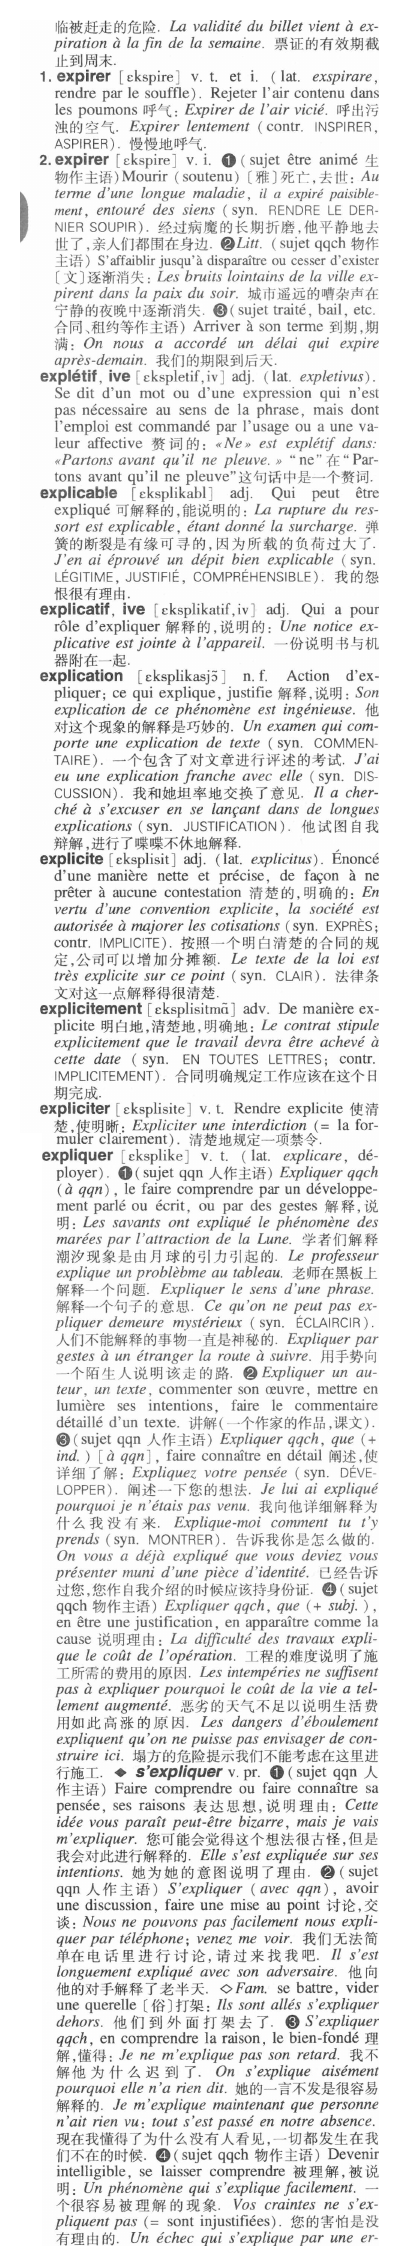 临被赶走的危险. La validité du billet vient à ex-
piration à la fin de la semaine. 票证的有效期截
止到周末.
1. expirer [ɛkspire] v. t. et i. (lat. exspirare,
rendre par le souffle). Rejeter l'air contenu dans
les poumons 呼气: Expirer de l'air vicié. 呼出污
浊的空气. Expirer lentement (contr. INSPIRER,
ASPIRER). 慢慢地呼气.
2. expirer [ɛkspire] v. i. ❶ (sujet être animé 生
物作主语) Mourir (soutenu) [雅]死亡,去世: Au
terme d'une longue maladie, il a expiré paisible-
ment, entouré des siens (syn. RENDRE LE DER-
NIER SOUPIR). 经过病魔的长期折磨,他平静地去
世了,亲人们都围在身边. ❷ Litt. (sujet qqch 物作
主语) S'affaiblir jusqu'à disparaître ou cesser d'exister
[文]逐渐消失: Les bruits lointains de la ville ex-
pirent dans la paix du soir. 城市遥远的嘈杂声在
宁静的夜晚中逐渐消失. ❸ (sujet traité, bail, etc.
合同、租约等作主语) Arriver à son terme 到期,期
满: On nous a accordé un délai qui expire
après-demain. 我们的期限到后天.
explétif, ive [ɛkspletif,iv] adj. (lat. expletivus).
Se dit d'un mot ou d'une expression qui n'est
pas nécessaire au sens de la phrase, mais dont
l'emploi est commandé par l'usage ou a une va-
leur affective 赘词的: «Ne» est explétif dans:
«Partons avant qu'il ne pleuve. » “ne”在“Par-
tons avant qu'il ne pleuve”这句话中是一个赘词.
explicable [ɛksplikabl] adj. Qui peut être
expliqué 可解释的,能说明的: La rupture du res-
sort est explicable, étant donné la surcharge. 弹
簧的断裂是有缘可寻的,因为所载的负荷过大了.
J'en ai éprouvé un dépit bien explicable (syn.
LÉGITIME, JUSTIFIÉ, COMPRÉHENSIBLE). 我的怨
恨很有理由.
explicatif, ive [ɛksplikatif,iv] adj. Qui a pour
rôle d'expliquer 解释的,说明的: Une notice ex-
plicative est jointe à l'appareil. 一份说明书与机
器附在一起.
explication [ɛksplikasjɔ̃] n. f. Action d'ex-
pliquer; ce qui explique, justifie 解释,说明: Son
explication de ce phénomène est ingénieuse. 他
对这个现象的解释是巧妙的. Un examen qui com-
porte une explication de texte (syn. COMMEN-
TAIRE). 一个包含了对文章进行评述的考试. J'ai
eu une explication franche avec elle (syn. DIS-
CUSSION). 我和她坦率地交换了意见. Il a cher-
ché à s'excuser en se lançant dans de longues
explications (syn. JUSTIFICATION). 他试图自我
辩解,进行了喋喋不休地解释.
explicite [ɛksplisit] adj. (lat. explicitus). Énoncé
d'une manière nette et précise, de façon à ne
prêter à aucune contestation 清楚的,明确的: En
vertu d'une convention explicite, la société est
autorisée à majorer les cotisations (syn. EXPRÈS;
contr. IMPLICITE). 按照一个明白清楚的合同的规
定,公司可以增加分摊额. Le texte de la loi est
très explicite sur ce point (syn. CLAIR). 法律条
文对这一点解释得很清楚.
explicitement [ɛksplisitmɑ̃] adv. De manière ex-
plicite 明白地,清楚地,明确地: Le contrat stipule
explicitement que le travail devra être achevé à
cette date (syn. EN TOUTES LETTRES; contr.
IMPLICITEMENT). 合同明确规定工作应该在这个日
期完成.
expliciter [ɛksplisite] v. t. Rendre explicite 使清
楚,使明晰: Expliciter une interdiction (= la for-
muler clairement). 清楚地规定一项禁令.
expliquer [ɛksplike] v. t. (lat. explicare, dé-
ployer). ❶ (sujet qqn 人作主语) Expliquer qqch
(à qqn), le faire comprendre par un développe-
ment parlé ou écrit, ou par des gestes 解释,说
明: Les savants ont expliqué le phénomène des
marées par l'attraction de la Lune. 学者们解释
潮汐现象是由月球的引力引起的. Le professeur
explique un problèbme au tableau. 老师在黑板上
解释一个问题. Expliquer le sens d'une phrase.
解释一个句子的意思. Ce qu'on ne peut pas ex-
pliquer demeure mystérieux (syn. ÉCLAIRCIR).
人们不能解释的事物一直是神秘的. Expliquer par
gestes à un étranger la route à suivre. 用手势向
一个陌生人说明该走的路. ❷ Expliquer un au-
teur, un texte, commenter son œuvre, mettre en
lumière ses intentions, faire le commentaire
détaillé d'un texte. 讲解(一个作家的作品,课文).
❸ (sujet qqn 人作主语) Expliquer qqch, que (+
ind.) [à qqn], faire connaître en détail 阐述,使
详细了解: Expliquez votre pensée (syn. DÉVE-
LOPPER). 阐述一下您的想法. Je lui ai expliqué
pourquoi je n'étais pas venu. 我向他详细解释为
什么我没有来. Explique-moi comment tu t'y
prends (syn. MONTRER). 告诉我你是怎么做的.
On vous a déjà expliqué que vous deviez vous
présenter muni d'une pièce d'identité. 已经告诉
过您,您作自我介绍的时候应该持身份证. ❹ (sujet
qqch 物作主语) Expliquer qqch, que (+ subj.),
en être une justification, en apparaître comme la
cause 说明理由: La difficulté des travaux expli-
que le coût de l'opération. 工程的难度说明了施
工所需的费用的原因. Les intempéries ne suffisent
pas à expliquer pourquoi le coût de la vie a tel-
lement augmenté. 恶劣的天气不足以说明生活费
用如此高涨的原因. Les dangers d'éboulement
expliquent qu'on ne puisse pas envisager de con-
struire ici. 塌方的危险提示我们不能考虑在这里进
行施工. ◆ s'expliquer v. pr. ❶ (sujet qqn 人
作主语) Faire comprendre ou faire connaître sa
pensée, ses raisons 表达思想,说明理由: Cette
idée vous paraît peut-être bizarre, mais je vais
m'expliquer. 您可能会觉得这个想法很古怪,但是
我会对此进行解释的. Elle s'est expliquée sur ses
intentions. 她为她的意图说明了理由. ❷ (sujet
qqn 人作主语) S'expliquer (avec qqn), avoir
une discussion, faire une mise au point 讨论,交
谈: Nous ne pouvons pas facilement nous expli-
quer par téléphone; venez me voir. 我们无法简
单在电话里进行讨论,请过来找我吧. Il s'est
longuement expliqué avec son adversaire. 他向
他的对手解释了老半天. ◇ Fam. se battre, vider
une querelle [俗]打架: Ils sont allés s'expliquer
dehors. 他们到外面打架去了. ❸ S'expliquer
qqch, en comprendre la raison, le bien-fondé 理
解,懂得: Je ne m'explique pas son retard. 我不
解他为什么迟到了. On s'explique aisément
pourquoi elle n'a rien dit. 她的一言不发是很容易
解释的. Je m'explique maintenant que personne
n'ait rien vu: tout s'est passé en notre absence.
现在我懂得了为什么没有人看见,一切都发生在我
们不在的时候. ❹ (sujet qqch 物作主语) Devenir
intelligible, se laisser comprendre 被理解,被说
明: Un phénomène qui s'explique facilement. 一
个很容易被理解的现象. Vos craintes ne s'ex-
pliquent pas (= sont injustifiées). 您的害怕是没
有理由的. Un échec qui s'explique par une er-